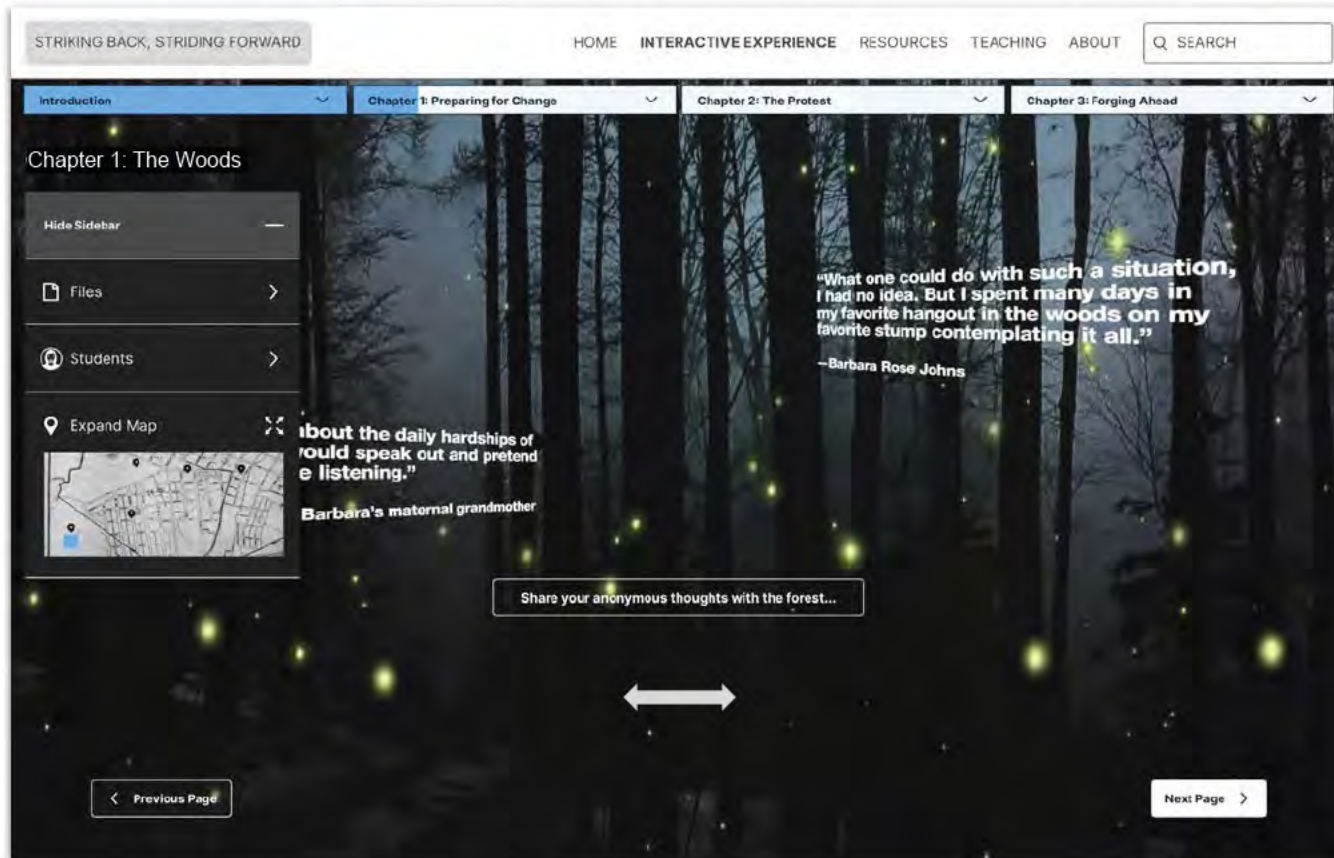 STRIKING BACK, STRIDING FORWARD
HOME INTERACTIVE EXPERIENCE RESOURCES TEACHING ABOUT SEARCH
Introduction
Chapter 1: Preparing for Change
Chapter 2: The Protest
Chapter 3: Forging Ahead
Chapter 1: The Woods
Hide Sidebar
Files
Students
Expand Map
“What one could do with such a situation,
I had no idea. But I spent many days in
my favorite hangout in the woods on my
favorite stump contemplating it all.”
—Barbara Rose Johns
about the daily hardships of
would speak out and pretend
e listening.”
Barbara's maternal grandmother
Share your anonymous thoughts with the forest...
Previous Page
Next Page